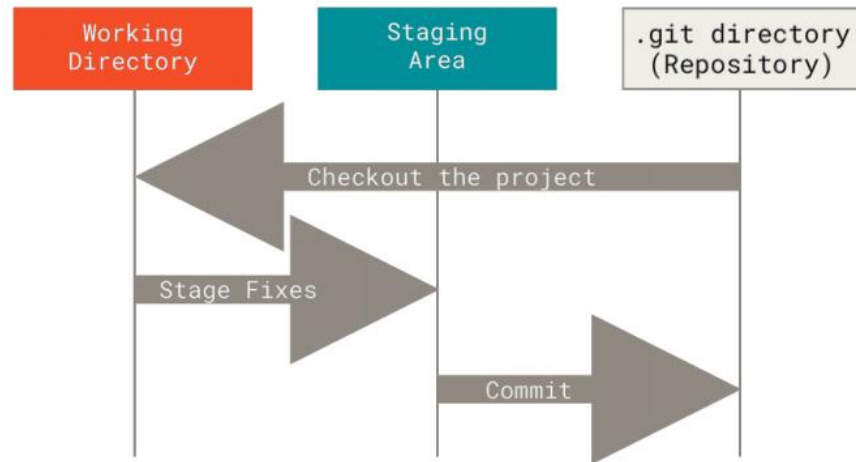 Working
Directory
Staging
Area
.git directory
(Repository)
Checkout the project
Stage Fixes
Commit